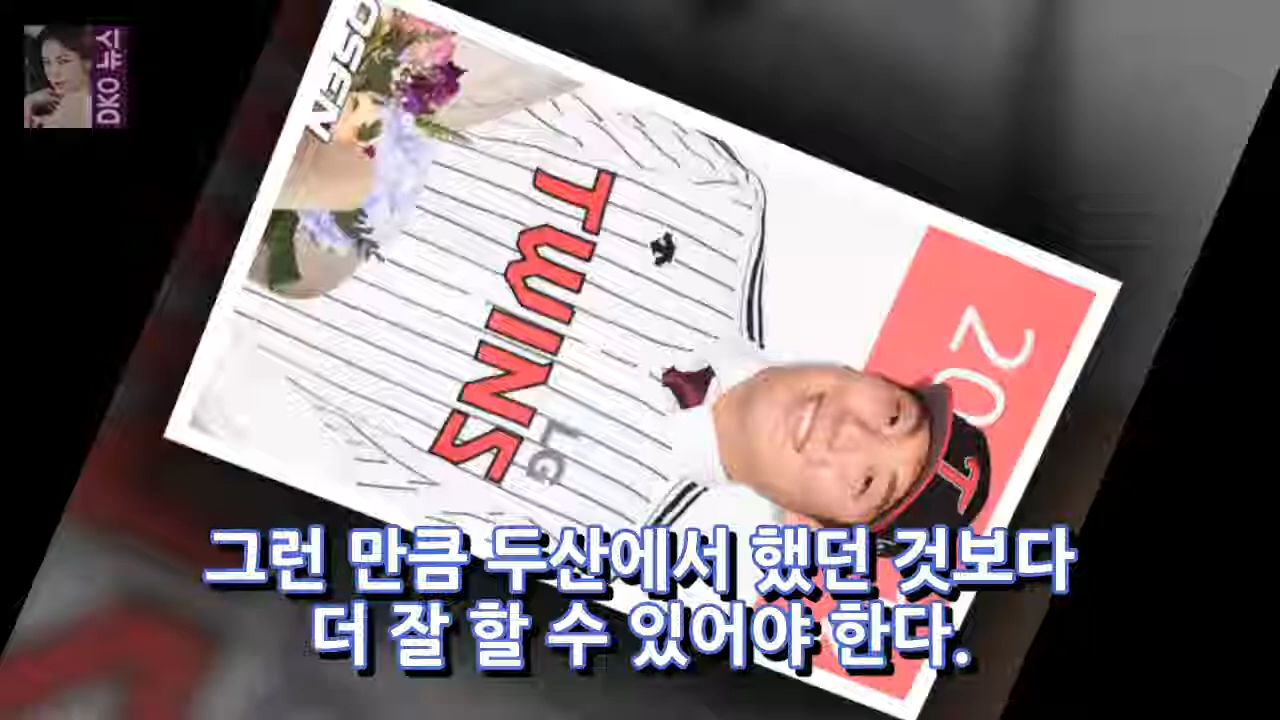 DKO 뉴스
OSEN
TWINS
LG
20
T
그런 만큼 두산에서 했던 것보다
더 잘 할 수 있어야 한다.